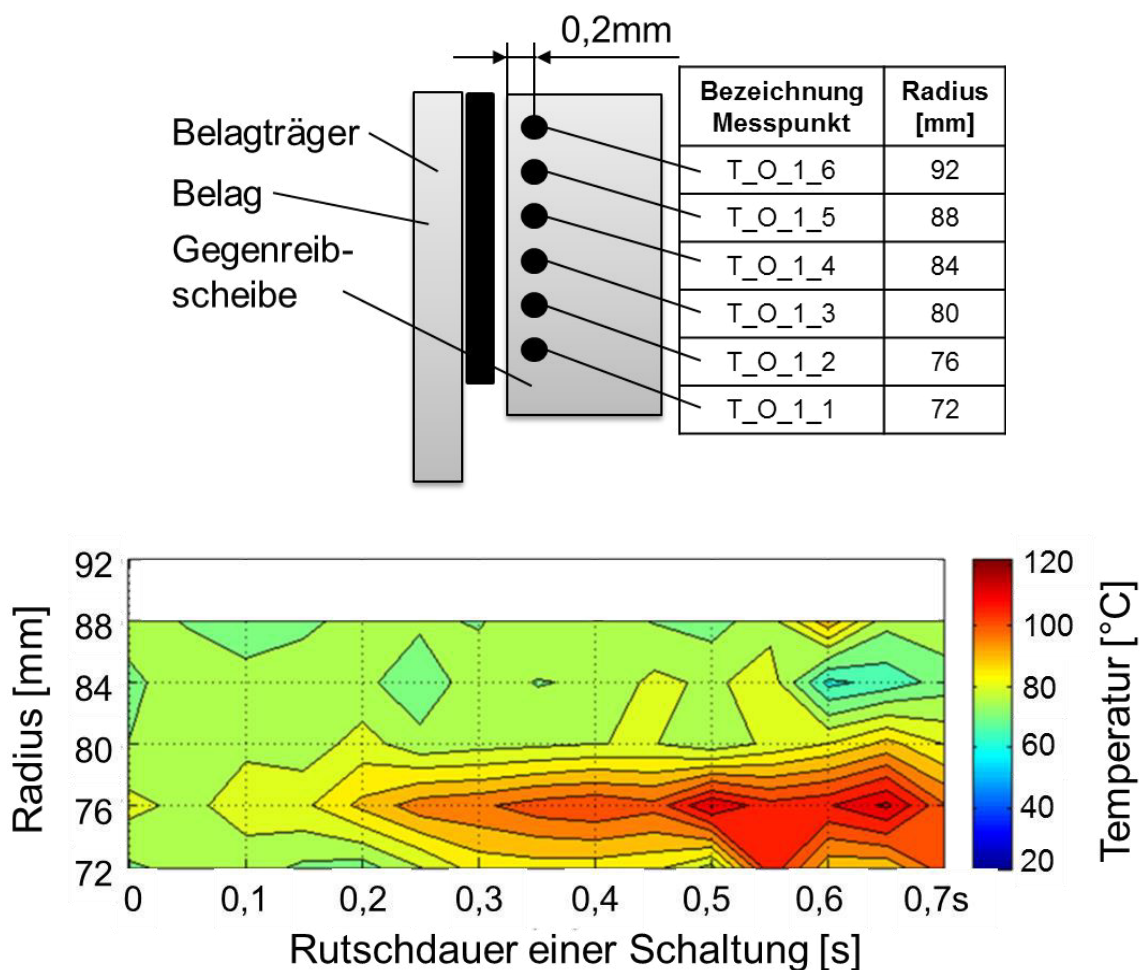 0,2mm
Belagträger
Belag
Gegenreib-
scheibe
Bezeichnung Radius
Messpunkt [mm]
T_O_1_6 92
T_O_1_5 88
T_O_1_4 84
T_O_1_3 80
T_O_1_2 76
T_O_1_1 72
Radius [mm]
92
88
84
80
76
72
0 0,1 0,2 0,3 0,4 0,5 0,6 0,7s
Rutschdauer einer Schaltung [s]
120
100
80
60
40
20
Temperatur [°C]